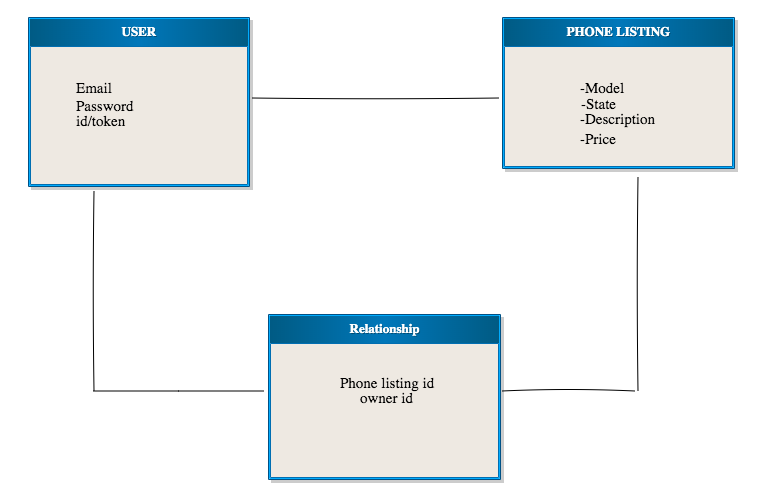 USER
Email
Password
id/token
PHONE LISTING
-Model
-State
-Description
-Price
Relationship
Phone listing id
owner id